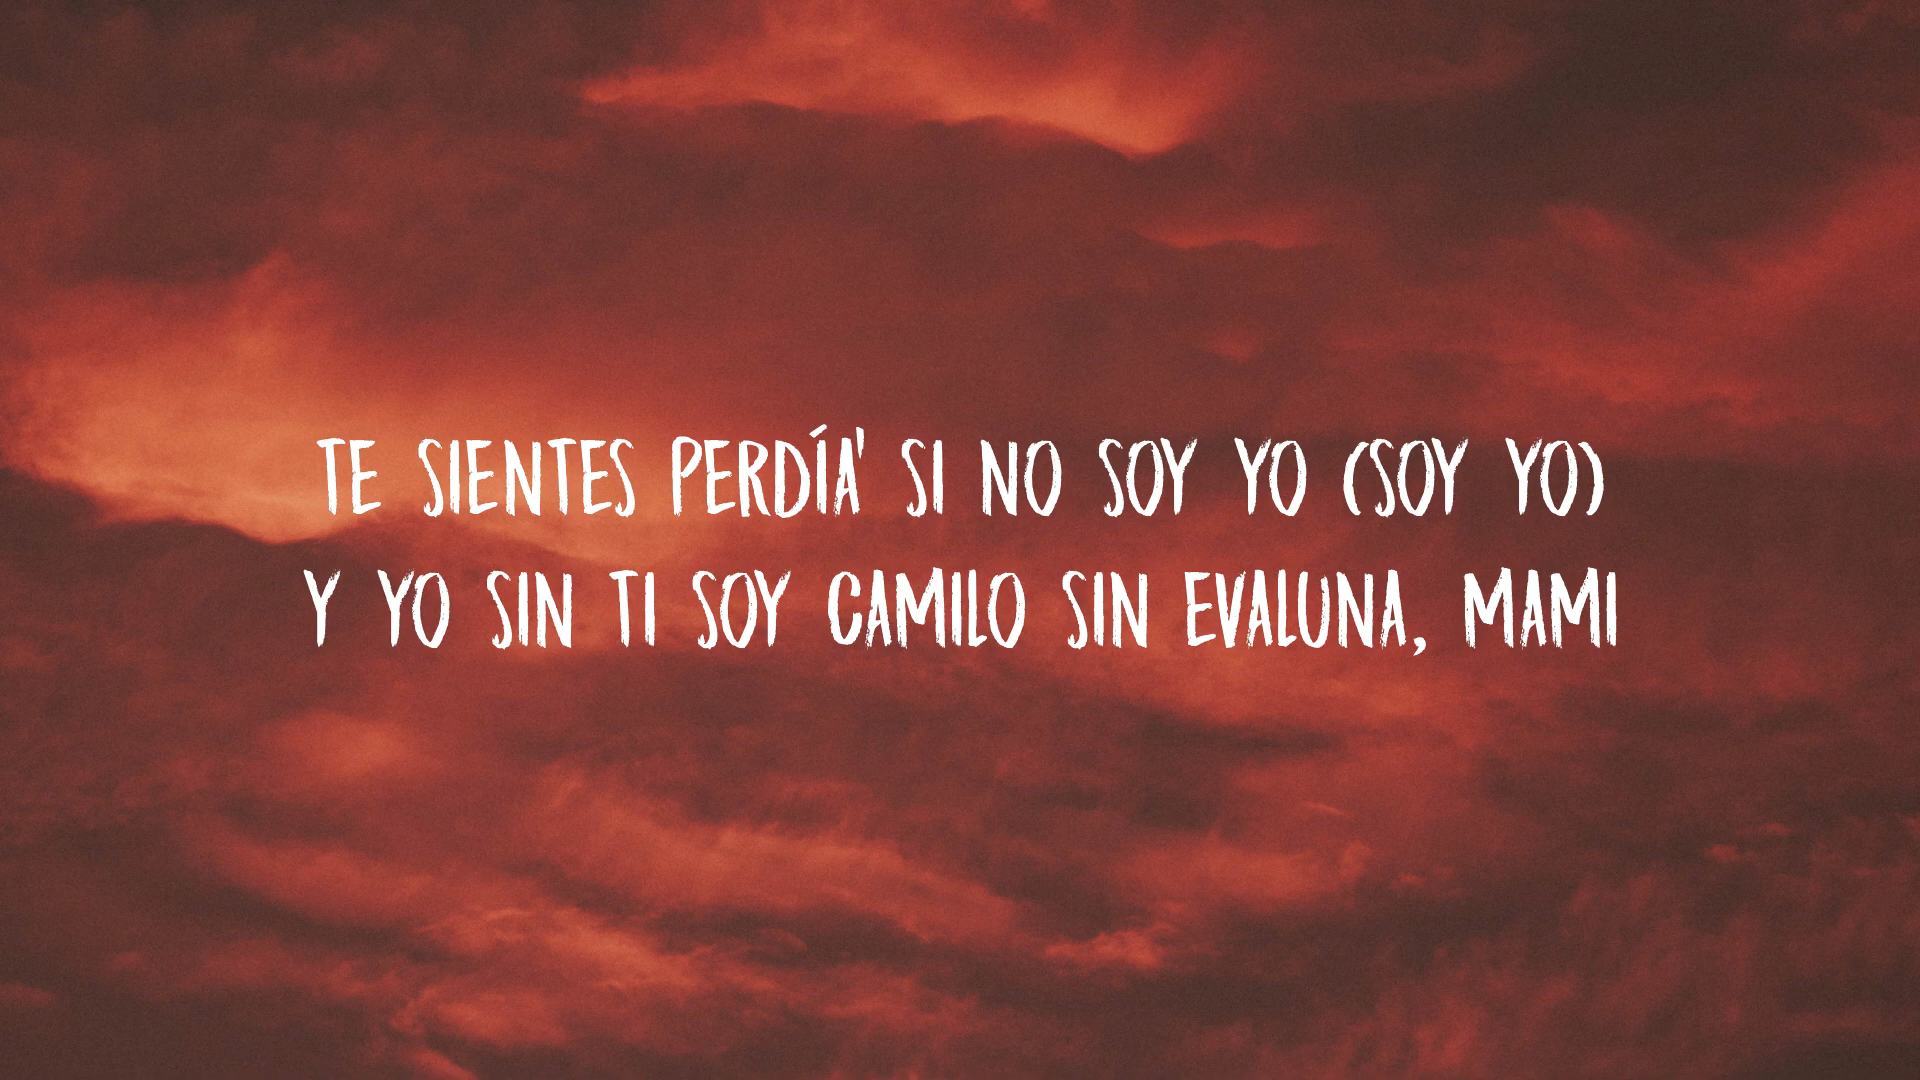 TE SIENTES PERDÍA' SI NO SOY YO (SOY YO)
Y YO SIN TI SOY CAMILO SIN EVALUNA, MAMI